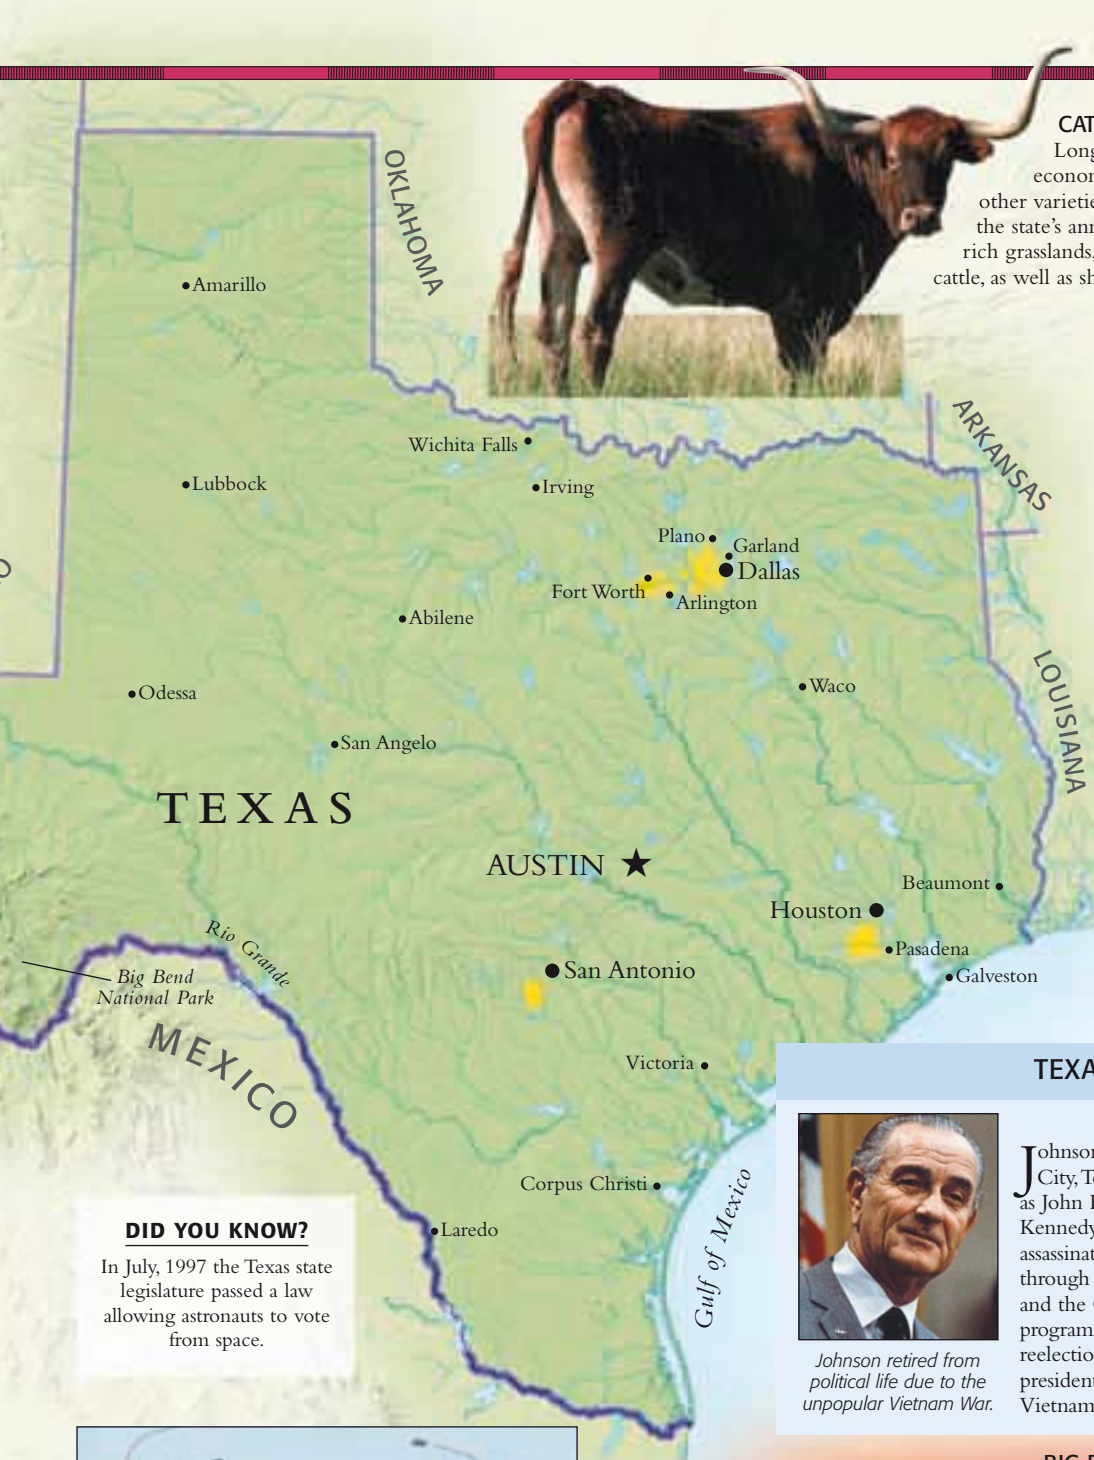 OKLAHOMA
Amarillo
CAT
Long
econom
other varietie
the state's ann
rich grasslands,
cattle, as well as sh
ARKANSAS
Wichita Falls
Lubbock
Irving
Plano
Garland
Dallas
Fort Worth
Arlington
Abilene
LOUISIANA
Odessa
Waco
San Angelo
TEXAS
AUSTIN
Beaumont
Houston
Rio Grande
Pasadena
San Antonio
Galveston
Big Bend
National Park
MEXICO
Victoria
Corpus Christi
Gulf of Mexico
Laredo
DID YOU KNOW?
In July, 1997 the Texas state
legislature passed a law
allowing astronauts to vote
from space.
TEXA
Johnson
City, Te
as John
Kennedy
assassinat
through
and the
program
reelectio
president
Vietnam
Johnson retired from
political life due to the
unpopular Vietnam War.